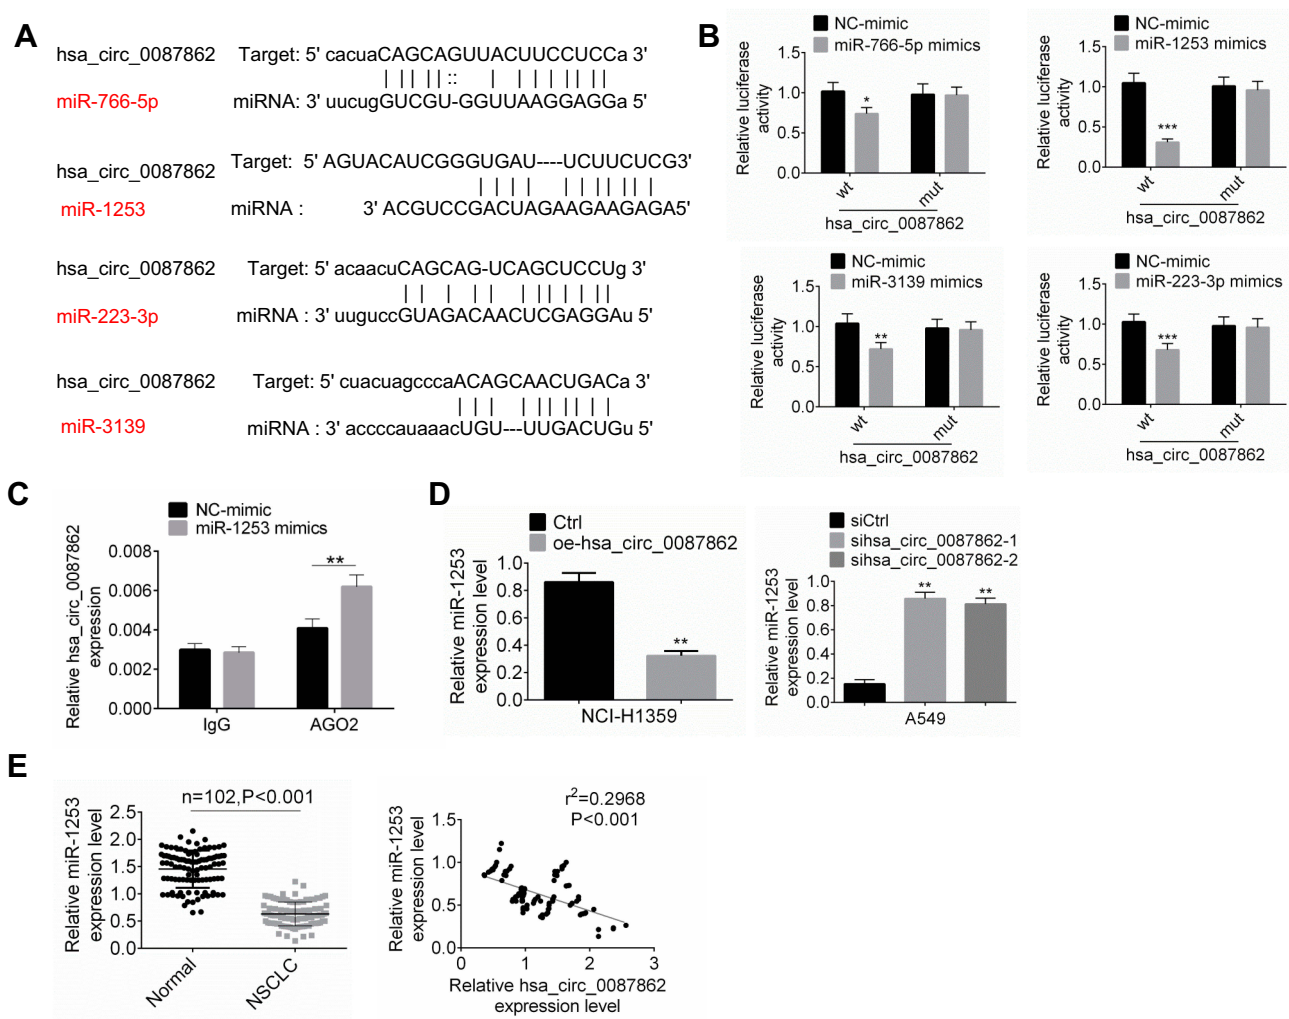 A
hsa_circ_0087862 Target: 5' cacuaCAGCAGUUACUUCCUCCa 3'
miR-766-5p miRNA: 3' uucugGUCGU-GGUUAAGGAGGa 5'
hsa_circ_0087862 Target: 5' AGUACAUCGGGUGAU----UCUUCUCG3'
miR-1253 miRNA : 3' ACGUCCGACUAGAAGAAGAGA5'
hsa_circ_0087862 Target: 5' acaacuCAGCAG-UCAGCUCCUg 3'
miR-223-3p miRNA : 3' uuguccGUAGACAACUCGAGGAu 5'
hsa_circ_0087862 Target: 5' cuacuagcccaACAGCAACUGACa 3'
miR-3139 miRNA : 3' accccauaaacUGU---UUGACUGu 5'
B
NC-mimic
miR-766-5p mimics
Relative luciferase
activity
1.5
1.0
0.5
0.0
*
wt
mut
hsa_circ_0087862
NC-mimic
miR-1253 mimics
Relative luciferase
activity
1.5
1.0
0.5
0.0
***
wt
mut
hsa_circ_0087862
NC-mimic
miR-3139 mimics
Relative luciferase
activity
1.5
1.0
0.5
0.0
**
wt
mut
hsa_circ_0087862
NC-mimic
miR-223-3p mimics
Relative luciferase
activity
1.5
1.0
0.5
0.0
***
wt
mut
hsa_circ_0087862
C
NC-mimic
miR-1253 mimics
Relative hsa_circ_0087862
expression
0.008
0.006
0.004
0.002
0.000
**
IgG
AGO2
D
Ctrl
oe-hsa_circ_0087862
Relative miR-1253
expression level
1.0
0.8
0.6
0.4
0.2
0.0
**
NCI-H1359
siCtrl
sihsa_circ_0087862-1
sihsa_circ_0087862-2
Relative miR-1253
expression level
1.0
0.8
0.6
0.4
0.2
0.0
**
**
A549
E
n=102,P<0.001
Relative miR-1253
expression level
2.5
2.0
1.5
1.0
0.5
0.0
Normal
NSCLC
r2=0.2968
P<0.001
Relative miR-1253
expression level
1.5
1.0
0.5
0.0
0 1 2 3
Relative hsa_circ_0087862
expression level